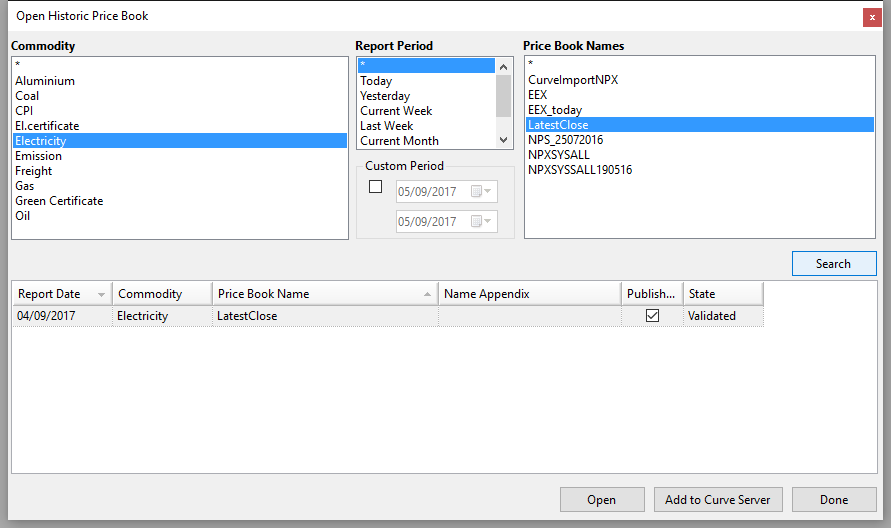 Open Historic Price Book
x
Commodity
*
Aluminium
Coal
CPI
El.certificate
Electricity
Emission
Freight
Gas
Green Certificate
Oil
Report Period
*
Today
Yesterday
Current Week
Last Week
Current Month
Custom Period
05/09/2017
05/09/2017
Price Book Names
*
CurveImportNPX
EEX
EEX_today
LatestClose
NPS_25072016
NPXSYSALL
NPXSYSSALL190516
Search
Report Date Commodity Price Book Name Name Appendix Publish... State
04/09/2017 Electricity LatestClose Validated
Open Add to Curve Server Done